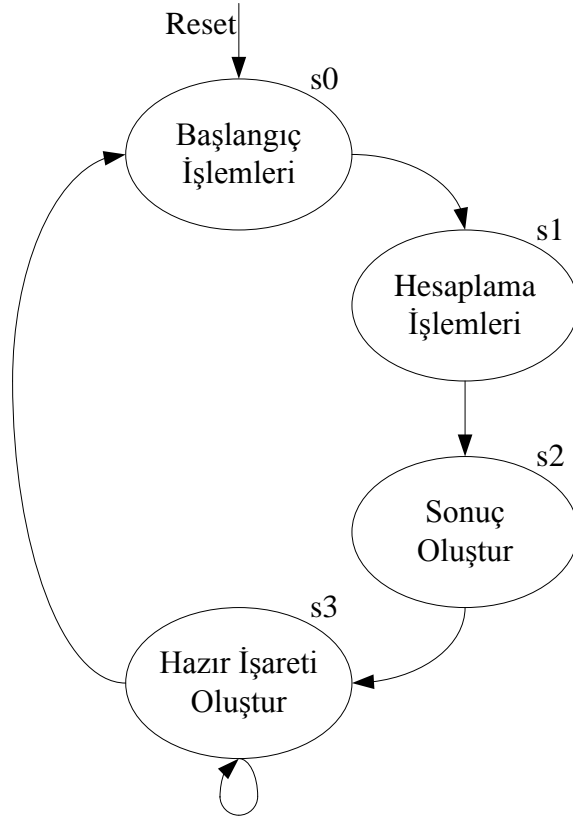 Reset
s0
Başlangıç
İşlemleri
s1
Hesaplama
İşlemleri
s2
Sonuç
Oluştur
s3
Hazır İşareti
Oluştur